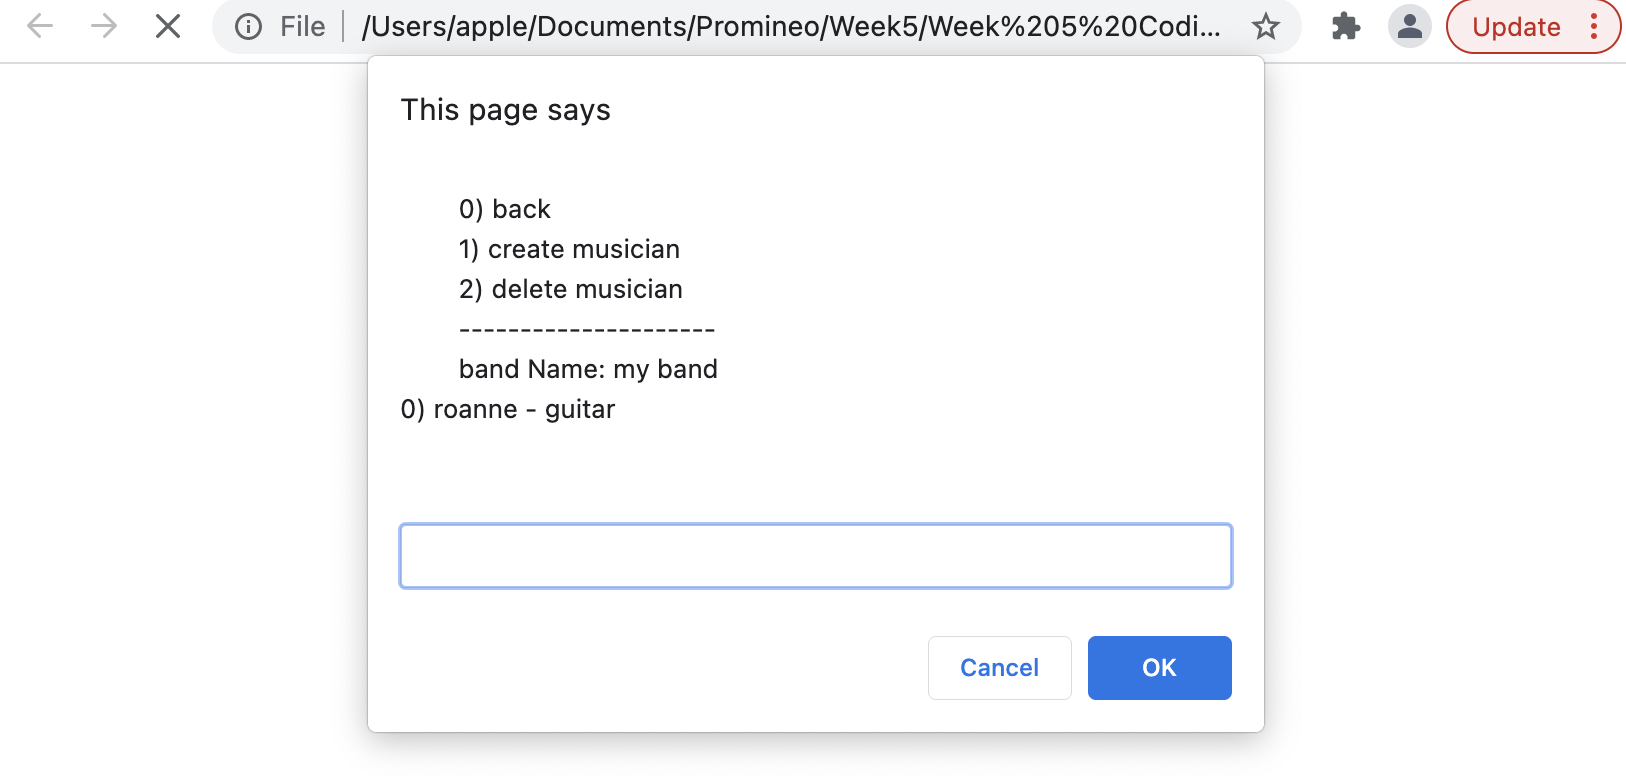 File /Users/apple/Documents/Promineo/Week5/Week%205%20Codi... Update
This page says
0) back
1) create musician
2) delete musician
---------------------
band Name: my band
0) roanne - guitar
Cancel OK